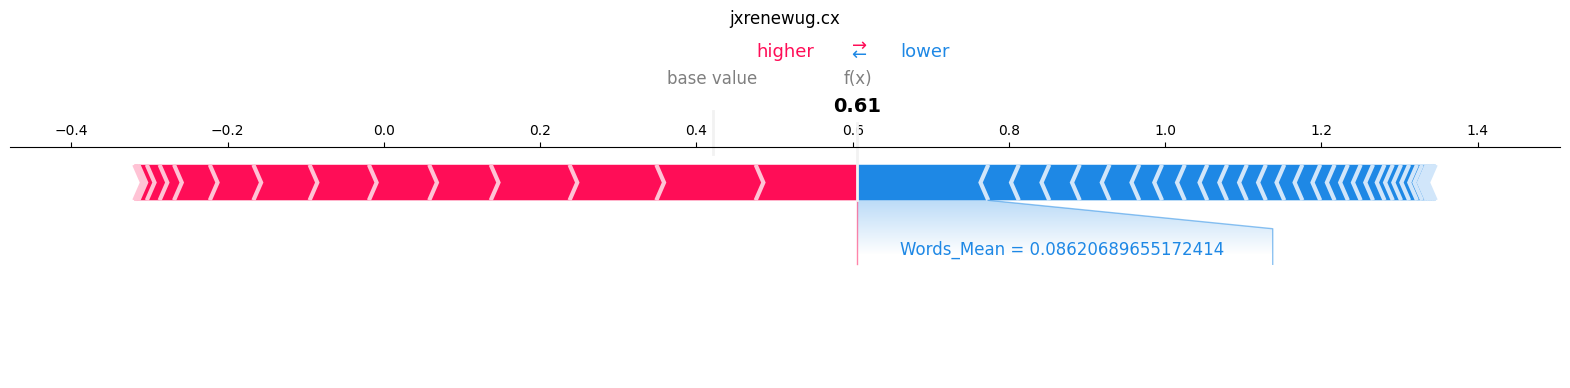 jxrenewug.cx
higher ⇄ lower
base value f(x)
0.61
−0.4 −0.2 0.0 0.2 0.4 0.6 0.8 1.0 1.2 1.4
Words_Mean = 0.08620689655172414